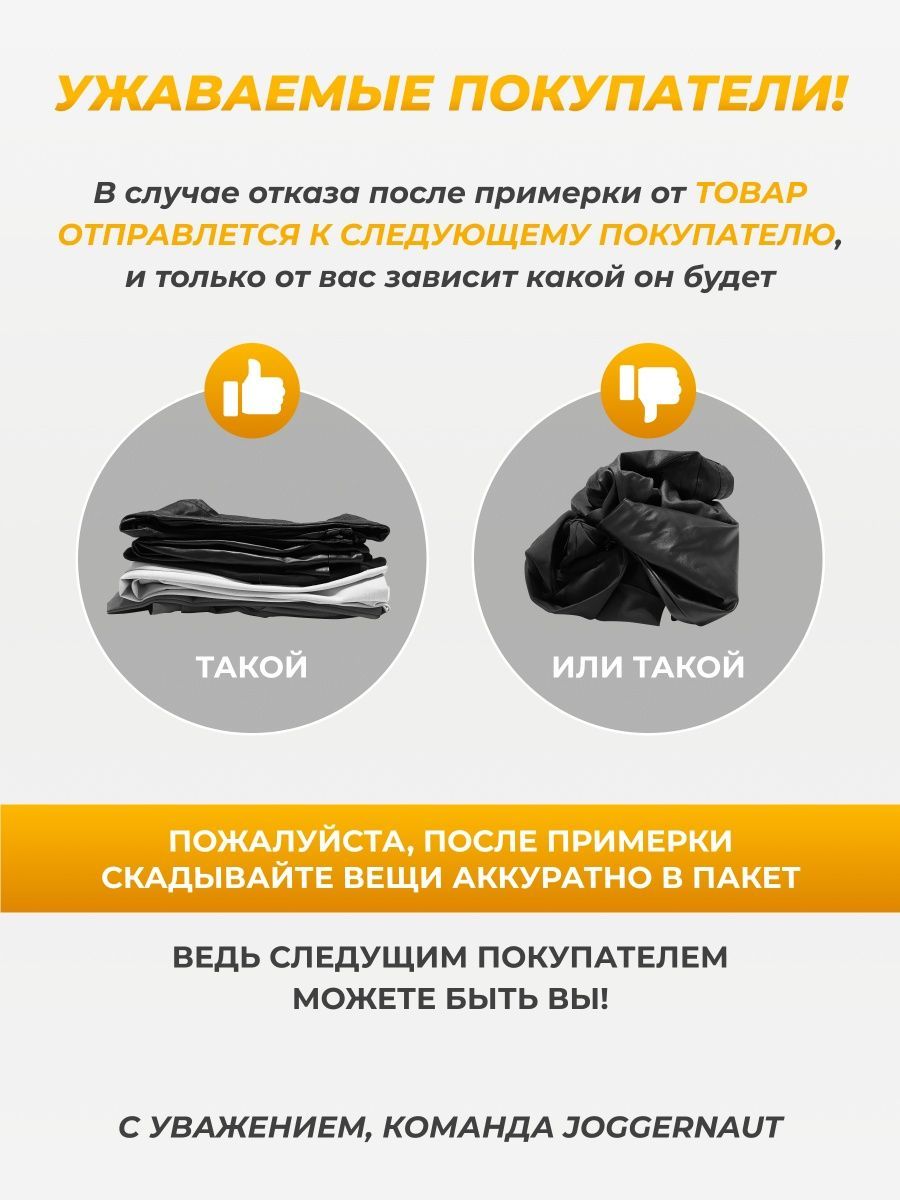 УЖАВАЕМЫЕ ПОКУПАТЕЛИ!
В случае отказа после примерки от ТОВАР
ОТПРАВЛЕТСЯ К СЛЕДУЮЩЕМУ ПОКУПАТЕЛЮ,
и только от вас зависит какой он будет
ТАКОЙ
ИЛИ ТАКОЙ
ПОЖАЛУЙСТА, ПОСЛЕ ПРИМЕРКИ
СКАДЫВАЙТЕ ВЕЩИ АККУРАТНО В ПАКЕТ
ВЕДЬ СЛЕДУЩИМ ПОКУПАТЕЛЕМ
МОЖЕТЕ БЫТЬ ВЫ!
С УВАЖЕНИЕМ, КОМАНДА JOGGERNAUT